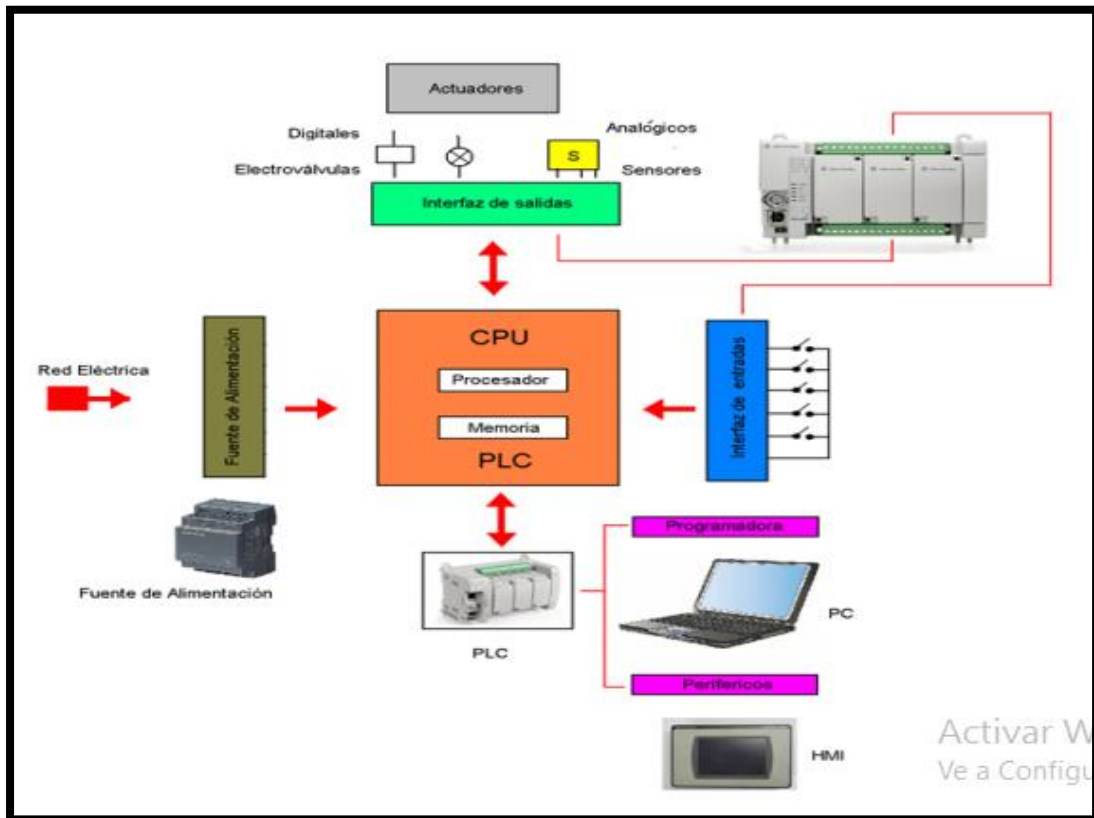 Actuadores
Digitales
Analógicos
Electroválvulas
S
Sensores
Interfaz de salidas
CPU
Procesador
Memoria
PLC
Red Eléctrica
Fuente de Alimentación
Interfaz de entradas
Fuente de Alimentación
PLC
Programadora
PC
Perifericos
HMI
Activar W
Ve a Configu